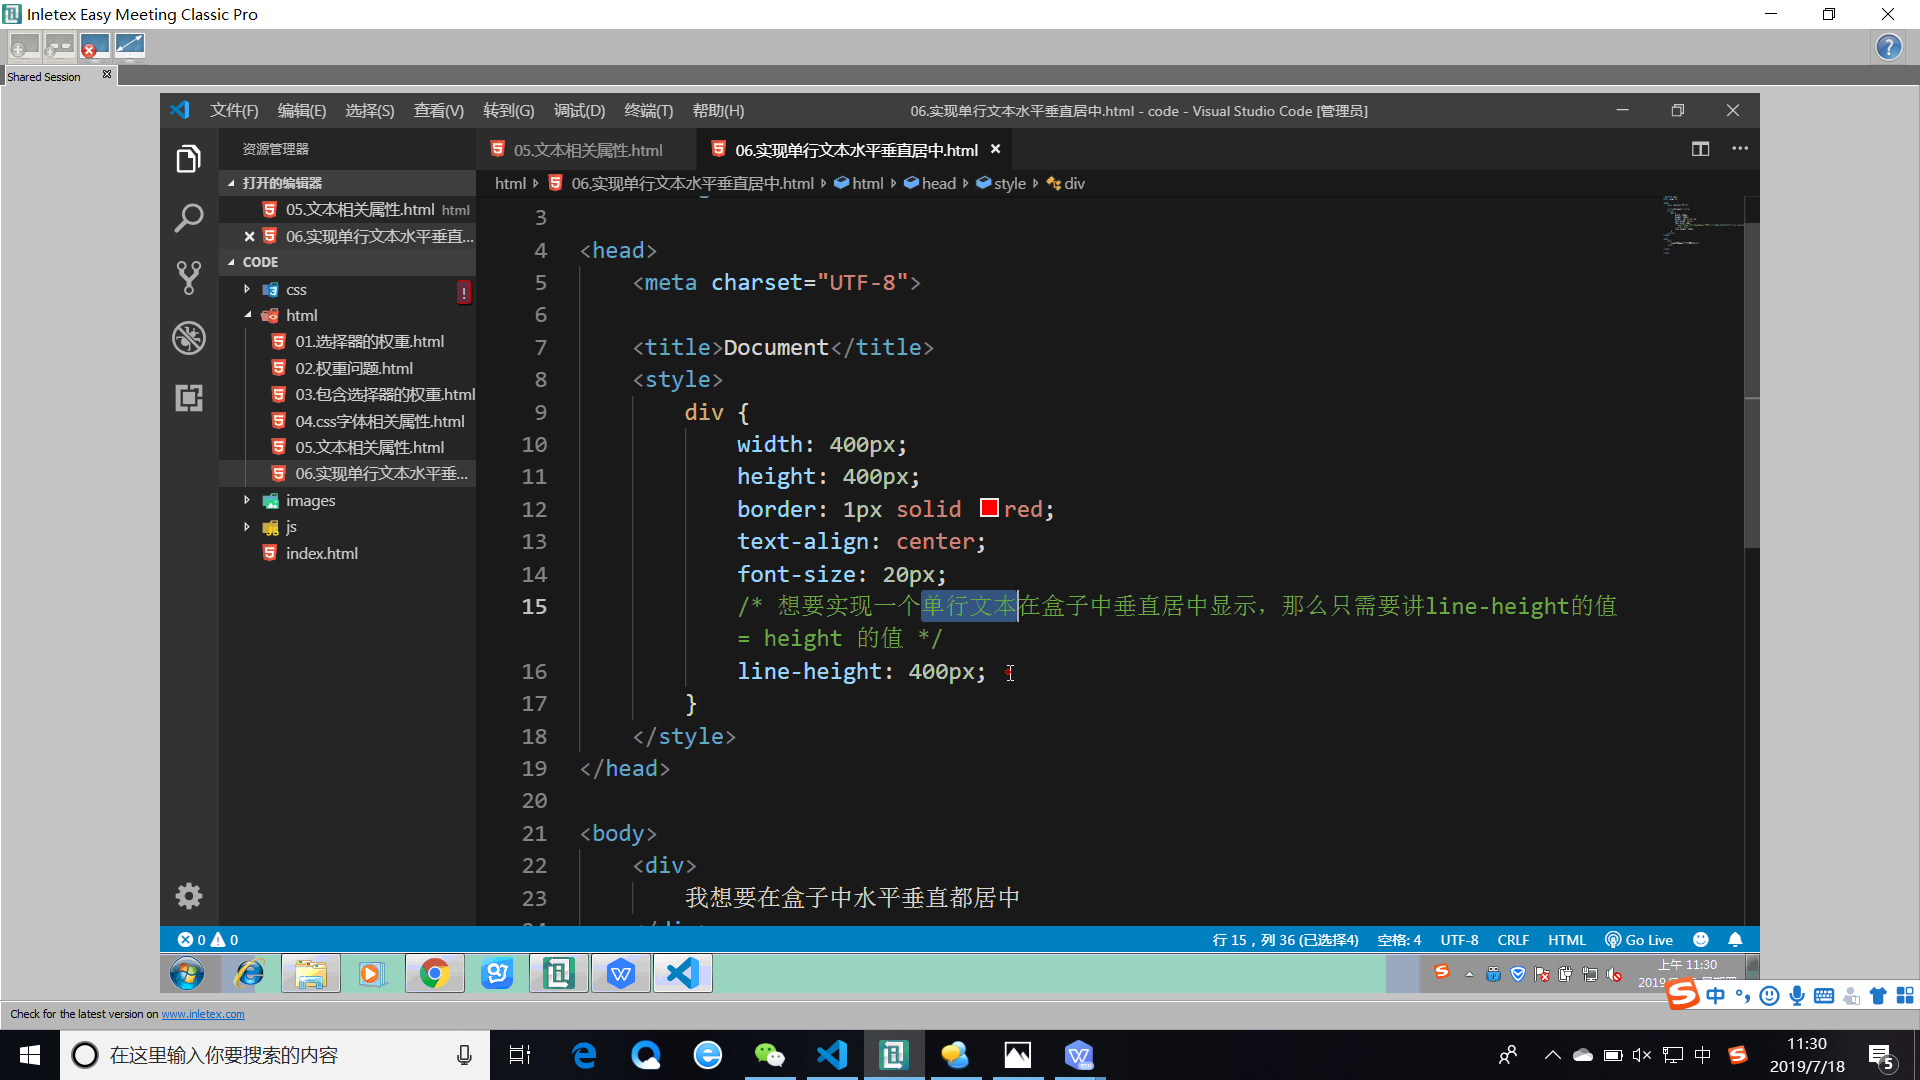 Inletex Easy Meeting Classic Pro
Shared Session
文件(F) 编辑(E) 选择(S) 查看(V) 转到(G) 调试(D) 终端(T) 帮助(H)
06.实现单行文本水平垂直居中.html - code - Visual Studio Code [管理员]
资源管理器
05.文本相关属性.html
06.实现单行文本水平垂直居中.html
打开的编辑器
html
06.实现单行文本水平垂直居中.html
html
head
style
div
05.文本相关属性.html html
06.实现单行文本水平垂直...
CODE
css
html
01.选择器的权重.html
02.权重问题.html
03.包含选择器的权重.html
04.css字体相关属性.html
05.文本相关属性.html
06.实现单行文本水平垂...
images
js
index.html
3
4 <head>
5 <meta charset="UTF-8">
6
7 <title>Document</title>
8 <style>
9 div {
10 width: 400px;
11 height: 400px;
12 border: 1px solid red;
13 text-align: center;
14 font-size: 20px;
15 /* 想要实现一个单行文本在盒子中垂直居中显示，那么只需要讲line-height的值
= height 的值 */
16 line-height: 400px;
17 }
18 </style>
19 </head>
20
21 <body>
22 <div>
23 我想要在盒子中水平垂直都居中
0 0
行 15，列 36 (已选择4) 空格: 4 UTF-8 CRLF HTML Go Live
上午 11:30
2019
中
Check for the latest version on www.inletex.com
在这里输入你要搜索的内容
中
11:30
2019/7/18
5